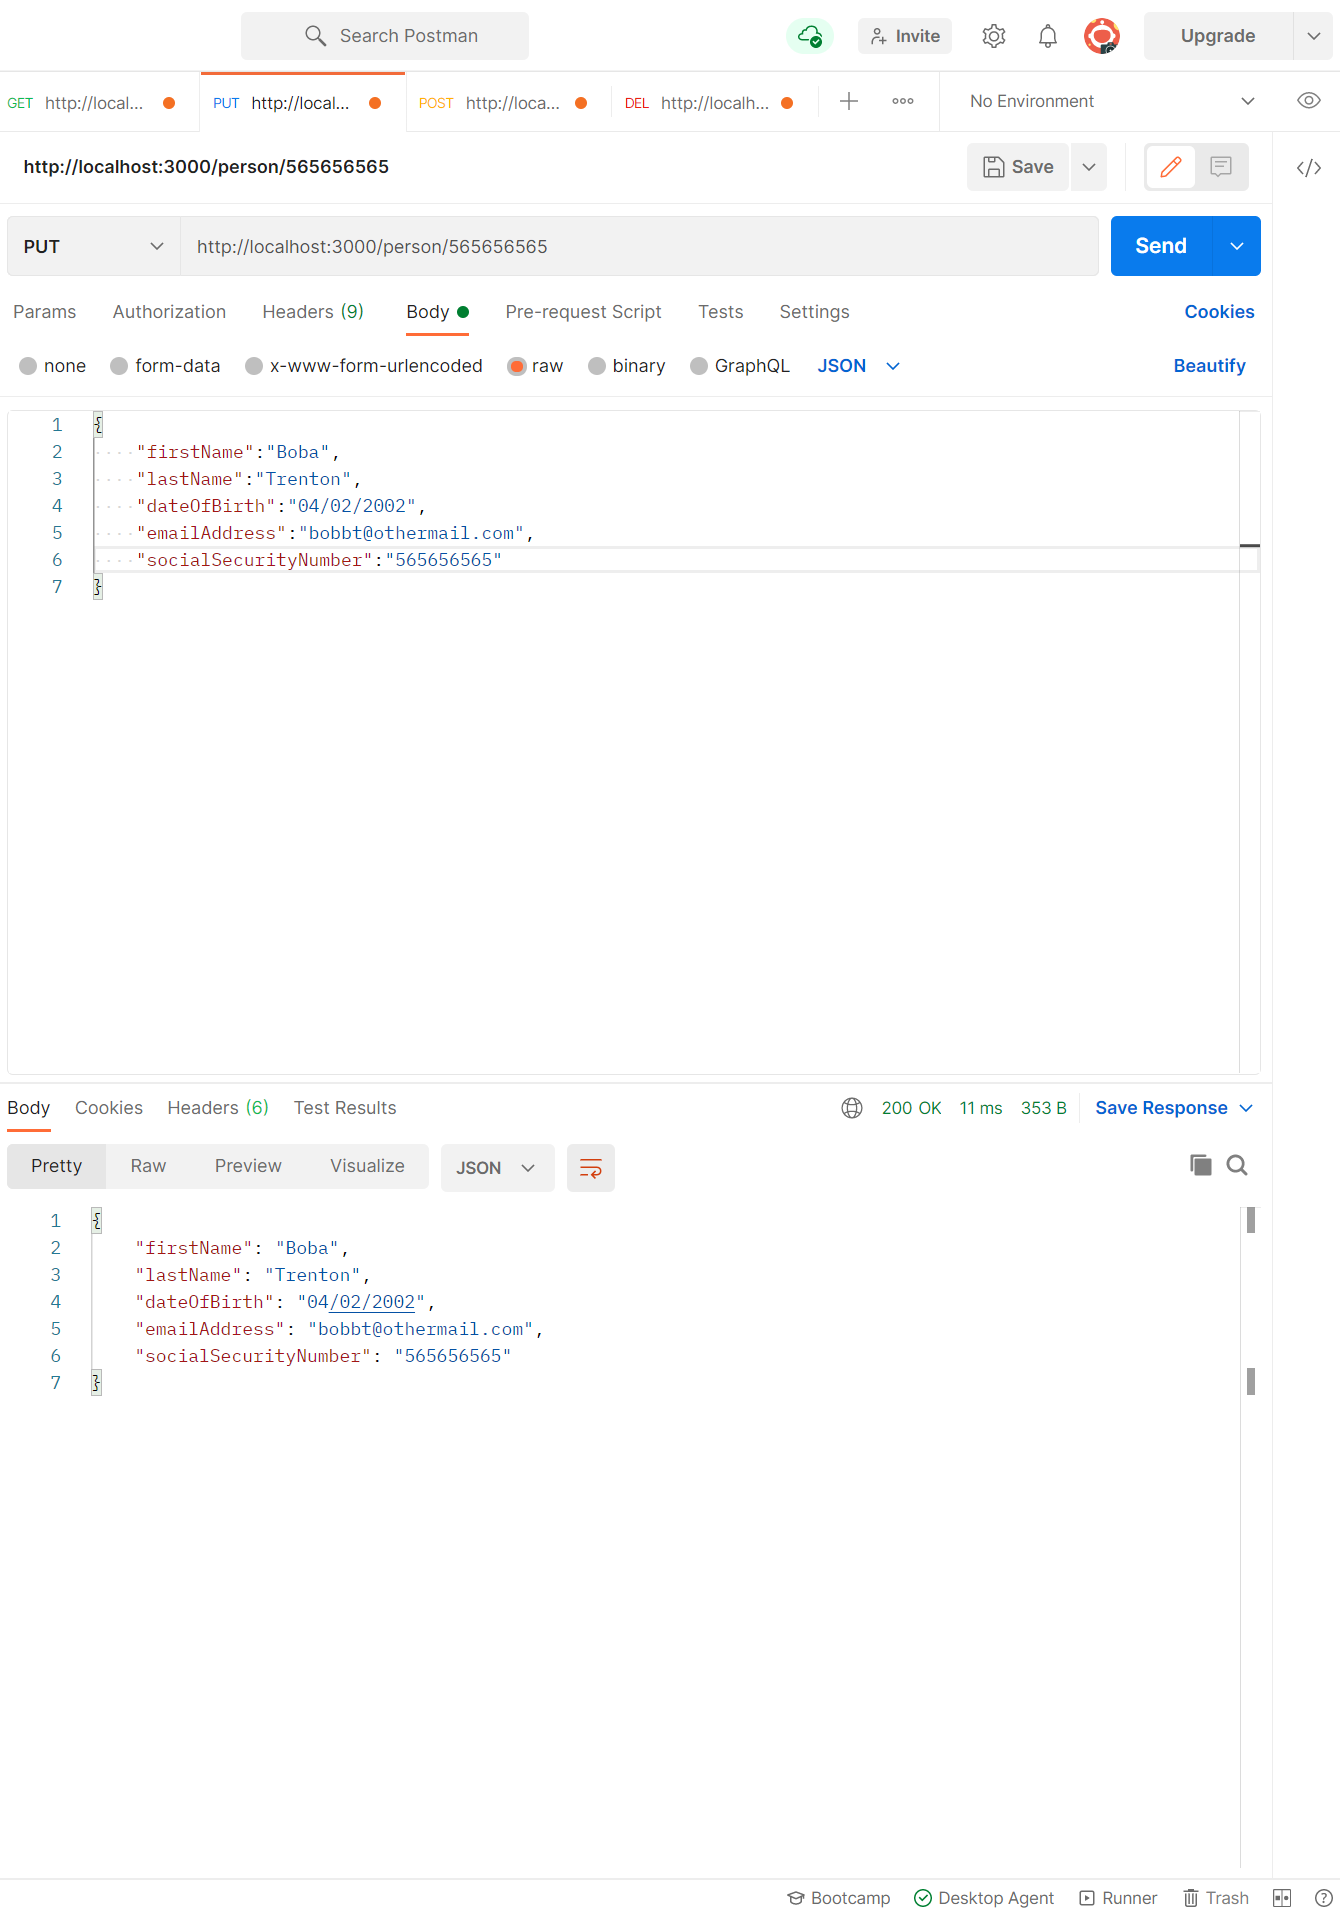 Search Postman
Invite
Upgrade
GET http://local...
PUT http://local...
POST http://loca...
DEL http://localh...
No Environment
http://localhost:3000/person/565656565
Save
</>
PUT http://localhost:3000/person/565656565
Send
Params Authorization Headers (9) Body Pre-request Script Tests Settings Cookies
none form-data x-www-form-urlencoded raw binary GraphQL JSON Beautify
1 {
2 "firstName":"Boba",
3 "lastName":"Trenton",
4 "dateOfBirth":"04/02/2002",
5 "emailAddress":"bobbt@othermail.com",
6 "socialSecurityNumber":"565656565"
7 }
Body Cookies Headers (6) Test Results 200 OK 11 ms 353 B Save Response
Pretty Raw Preview Visualize JSON
1 {
2 "firstName": "Boba",
3 "lastName": "Trenton",
4 "dateOfBirth": "04/02/2002",
5 "emailAddress": "bobbt@othermail.com",
6 "socialSecurityNumber": "565656565"
7 }
Bootcamp Desktop Agent Runner Trash